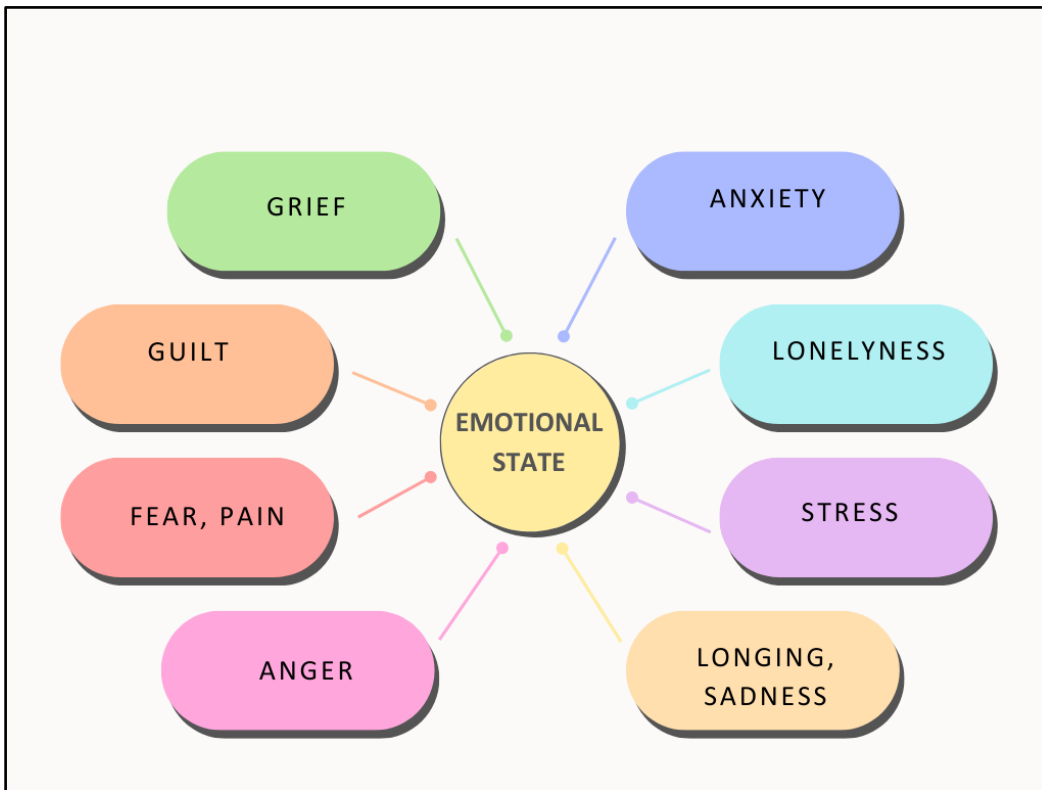 GRIEF
ANXIETY
GUILT
LONELYNESS
EMOTIONAL
STATE
FEAR, PAIN
STRESS
ANGER
LONGING,
SADNESS